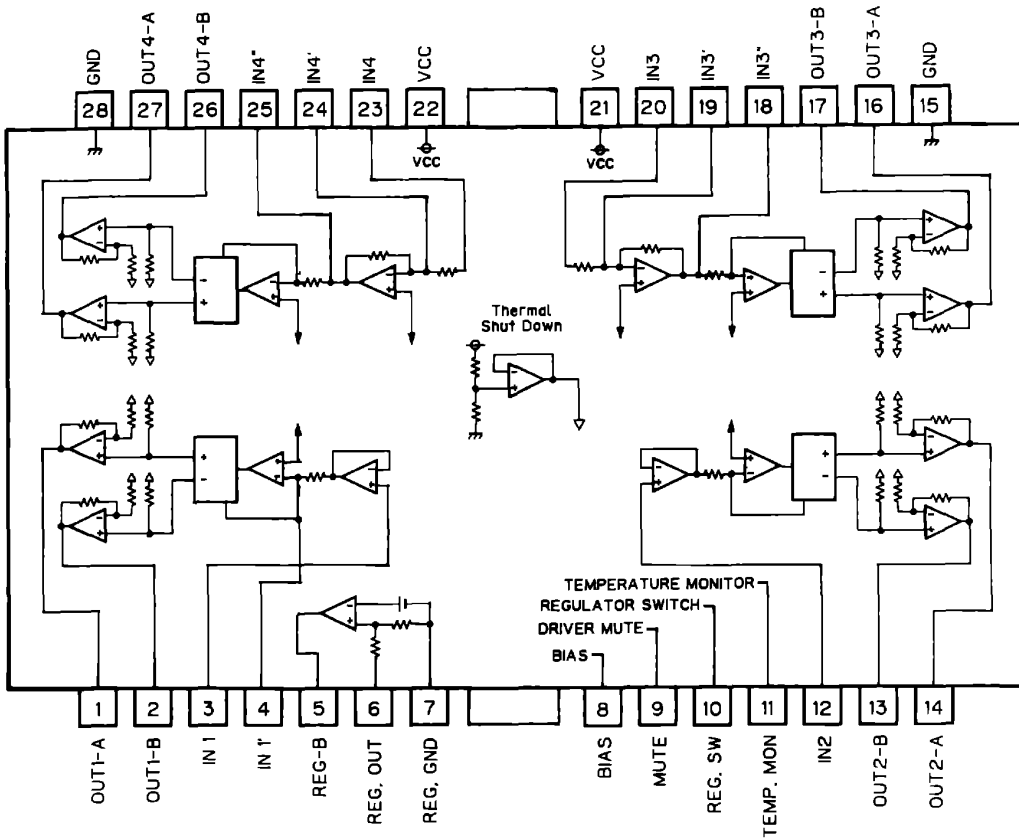 GND OUT4-A OUT4-B IN4" IN4' IN4 VCC VCC IN3 IN3' IN3" OUT3-B OUT3-A GND
28 27 26 25 24 23 22 21 20 19 18 17 16 15
VCC VCC
- + - +
- + - +
- + - +
- + - +
Thermal
Shut Down
- +
+ - + -
+ - + -
- + - +
- +
TEMPERATURE MONITOR
REGULATOR SWITCH
DRIVER MUTE
BIAS
1 2 3 4 5 6 7 8 9 10 11 12 13 14
OUT1-A OUT1-B IN 1 IN 1' REG-B REG. OUT REG. GND BIAS MUTE REG. SW TEMP. MON IN2 OUT2-B OUT2-A